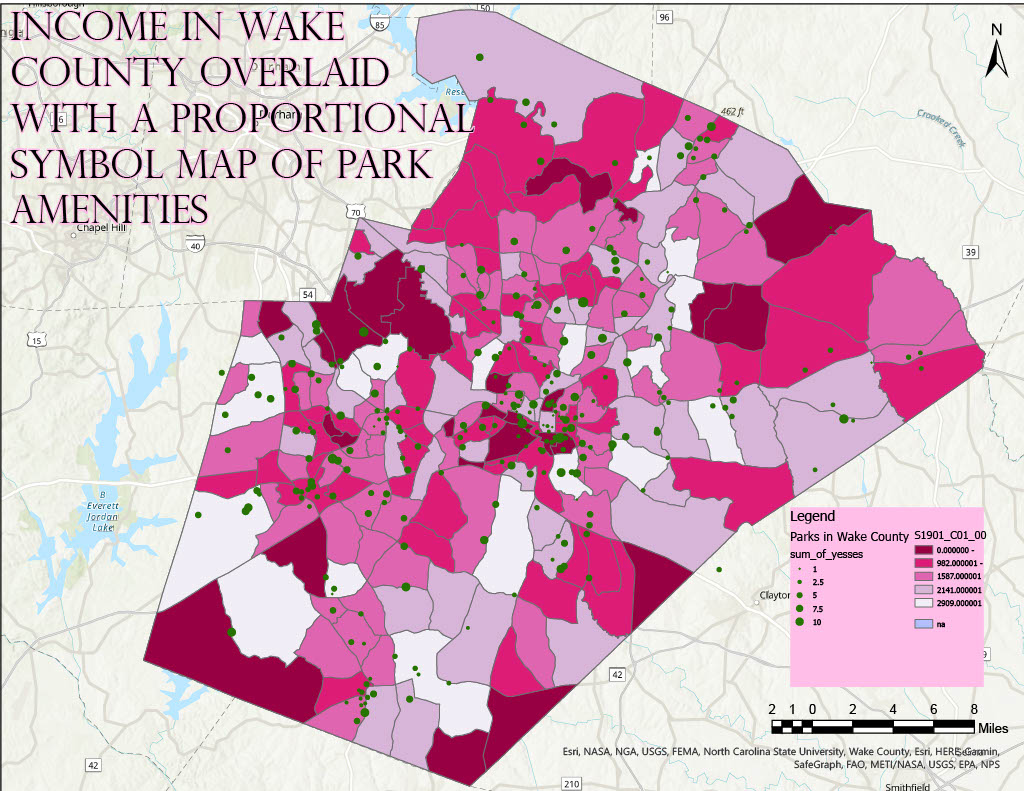 INCOME IN WAKE
COUNTY OVERLAID
WITH A PROPORTIONAL
SYMBOL MAP OF PARK
AMENITIES
50
85
96
N
462 ft
Crooked Creek
Chapel Hill
70
40
39
54
15
B
Everett
Jordan
Lake
Legend
Parks in Wake County
sum_of_yesses
1
2.5
5
7.5
10
S1901_C01_00
0.000000 -
982.000001 -
1587.000001
2141.000001
2909.000001
na
Clayton
42
2 1 0 2 4 6 8
Miles
Esri, NASA, NGA, USGS, FEMA, North Carolina State University, Wake County, Esri, HERE, Garmin,
SafeGraph, FAO, METI/NASA, USGS, EPA, NPS
42
210
Smithfield